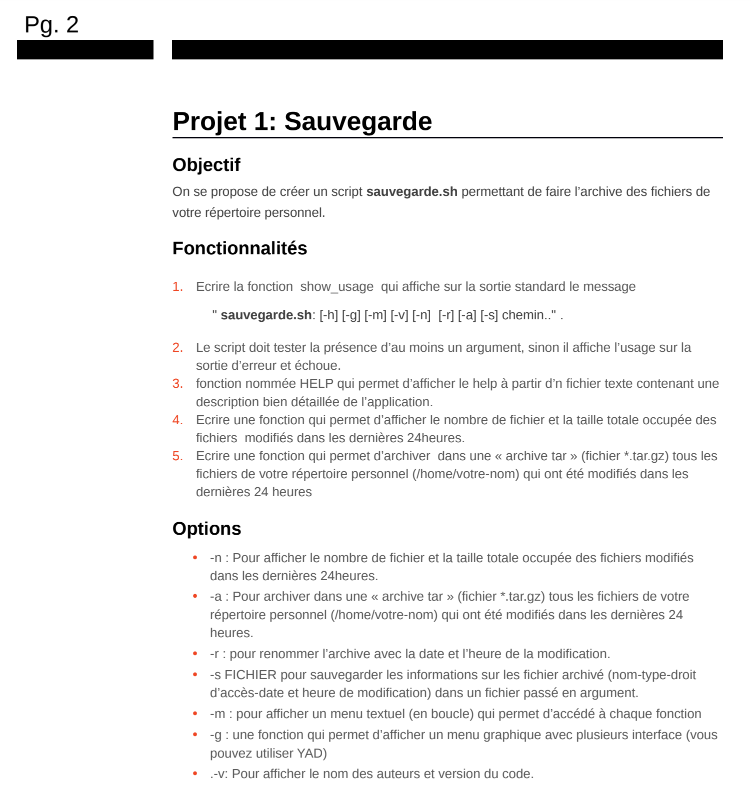 Pg. 2
Projet 1: Sauvegarde
Objectif
On se propose de créer un script sauvegarde.sh permettant de faire l’archive des fichiers de
votre répertoire personnel.
Fonctionnalités
1. Ecrire la fonction  show_usage  qui affiche sur la sortie standard le message
" sauvegarde.sh: [-h] [-g] [-m] [-v] [-n]  [-r] [-a] [-s] chemin.." .
2. Le script doit tester la présence d’au moins un argument, sinon il affiche l’usage sur la
sortie d’erreur et échoue.
3. fonction nommée HELP qui permet d’afficher le help à partir d’n fichier texte contenant une
description bien détaillée de l’application.
4. Ecrire une fonction qui permet d’afficher le nombre de fichier et la taille totale occupée des
fichiers  modifiés dans les dernières 24heures.
5. Ecrire une fonction qui permet d’archiver  dans une « archive tar » (fichier *.tar.gz) tous les
fichiers de votre répertoire personnel (/home/votre-nom) qui ont été modifiés dans les
dernières 24 heures
Options
• -n : Pour afficher le nombre de fichier et la taille totale occupée des fichiers modifiés
dans les dernières 24heures.
• -a : Pour archiver dans une « archive tar » (fichier *.tar.gz) tous les fichiers de votre
répertoire personnel (/home/votre-nom) qui ont été modifiés dans les dernières 24
heures.
• -r : pour renommer l’archive avec la date et l’heure de la modification.
• -s FICHIER pour sauvegarder les informations sur les fichier archivé (nom-type-droit
d’accès-date et heure de modification) dans un fichier passé en argument.
• -m : pour afficher un menu textuel (en boucle) qui permet d’accédé à chaque fonction
• -g : une fonction qui permet d’afficher un menu graphique avec plusieurs interface (vous
pouvez utiliser YAD)
• .-v: Pour afficher le nom des auteurs et version du code.